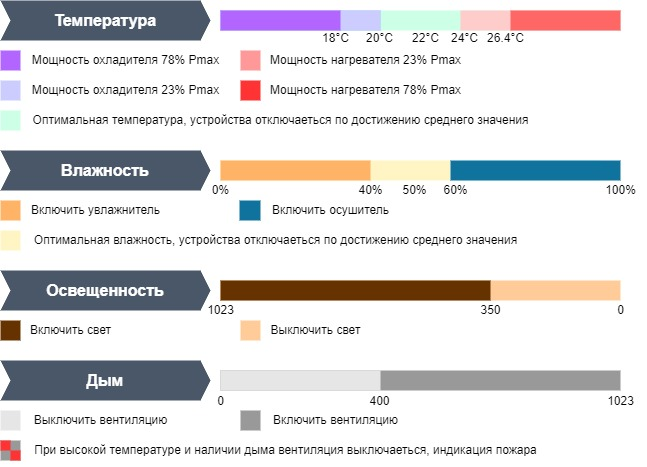 Температура
18°C 20°C 22°C 24°C 26.4°C
Мощность охладителя 78% Pmax Мощность нагревателя 23% Pmax
Мощность охладителя 23% Pmax Мощность нагревателя 78% Pmax
Оптимальная температура, устройства отключаеться по достижению среднего значения
Влажность
0% 40% 50% 60% 100%
Включить увлажнитель Включить осушитель
Оптимальная влажность, устройства отключаеться по достижению среднего значения
Освещенность
1023 350 0
Включить свет Выключить свет
Дым
0 400 1023
Выключить вентиляцию Включить вентиляцию
При высокой температуре и наличии дыма вентиляция выключаеться, индикация пожара